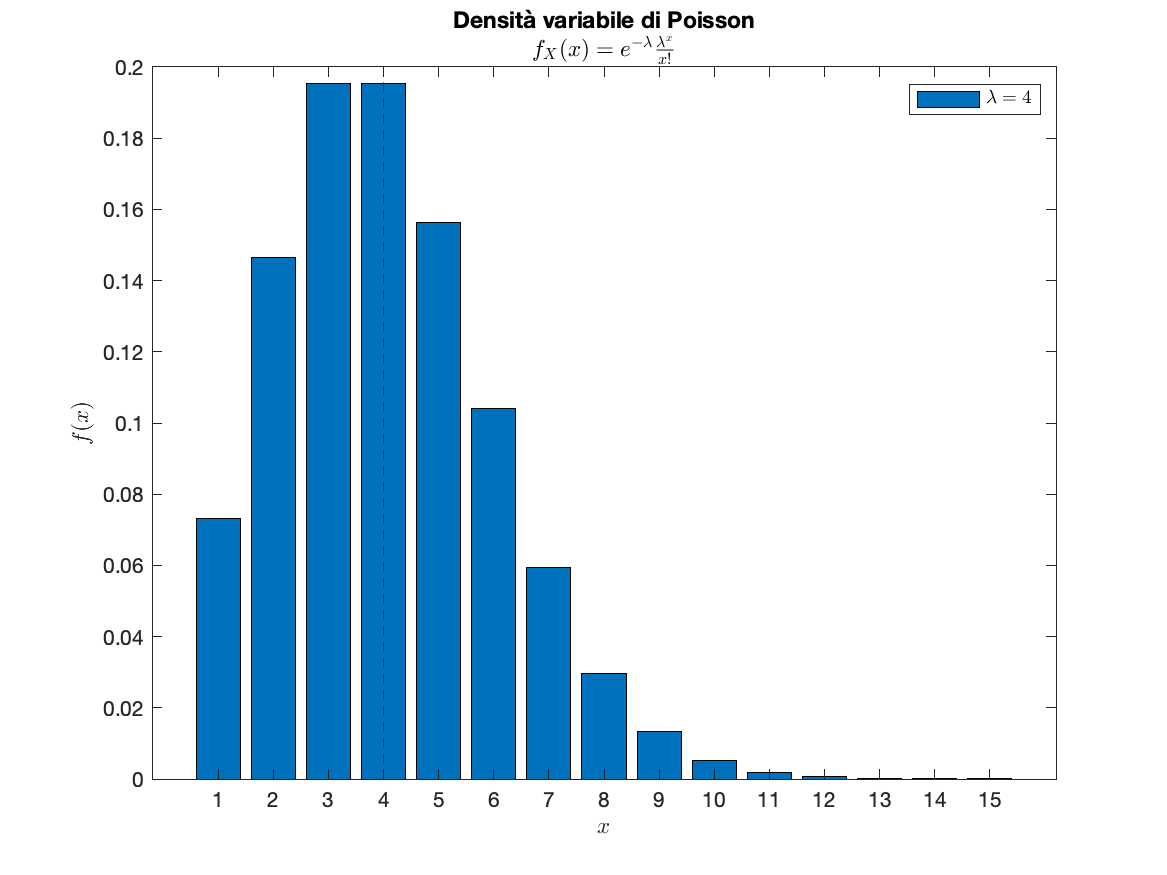 Densità variabile di Poisson
f_X(x) = e^{-λ} \frac{λ^x}{x!}
λ = 4
0.2
0.18
0.16
0.14
0.12
0.1
0.08
0.06
0.04
0.02
0
f(x)
1 2 3 4 5 6 7 8 9 10 11 12 13 14 15
x